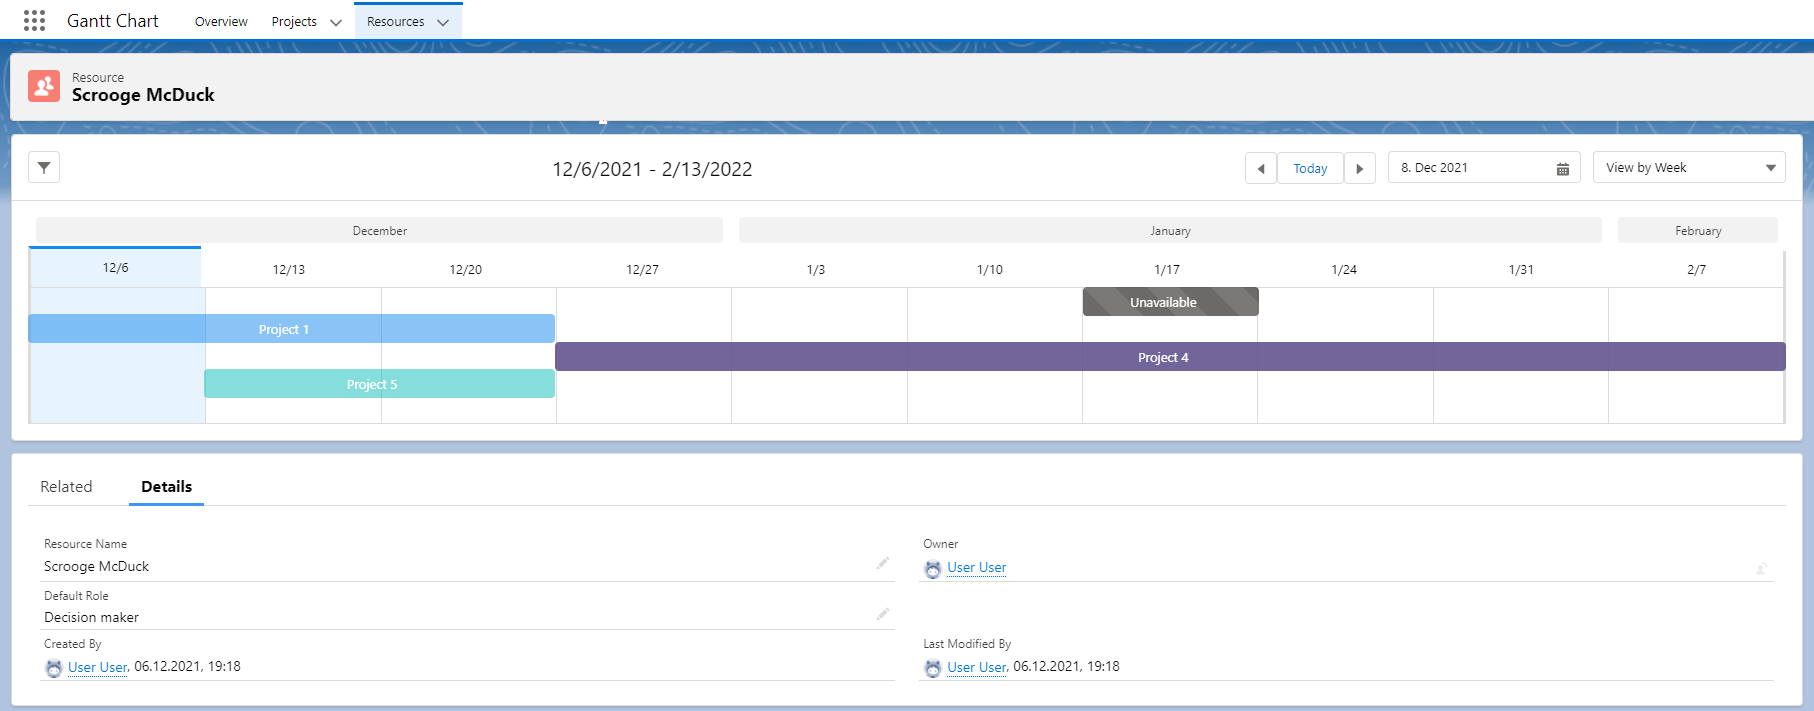 Gantt Chart Overview Projects Resources
Resource
Scrooge McDuck
12/6/2021 - 2/13/2022 Today 8. Dec 2021 View by Week
December January February
12/6 12/13 12/20 12/27 1/3 1/10 1/17 1/24 1/31 2/7
Unavailable
Project 1
Project 4
Project 5
Related Details
Resource Name Owner
Scrooge McDuck User User
Default Role
Decision maker
Created By Last Modified By
User User, 06.12.2021, 19:18 User User, 06.12.2021, 19:18